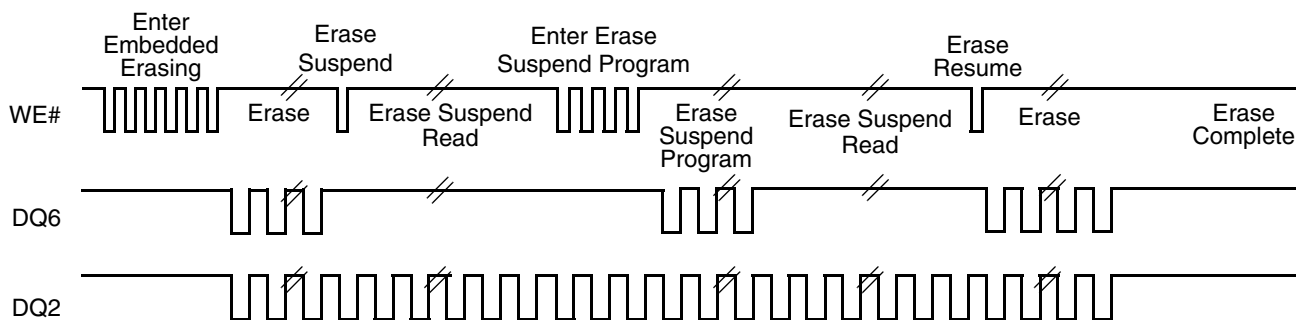 Enter
Embedded
Erasing
Erase
Suspend
Enter Erase
Suspend Program
Erase
Resume
WE#
Erase
Erase Suspend
Read
Erase
Suspend
Program
Erase Suspend
Read
Erase
Erase
Complete
DQ6
DQ2